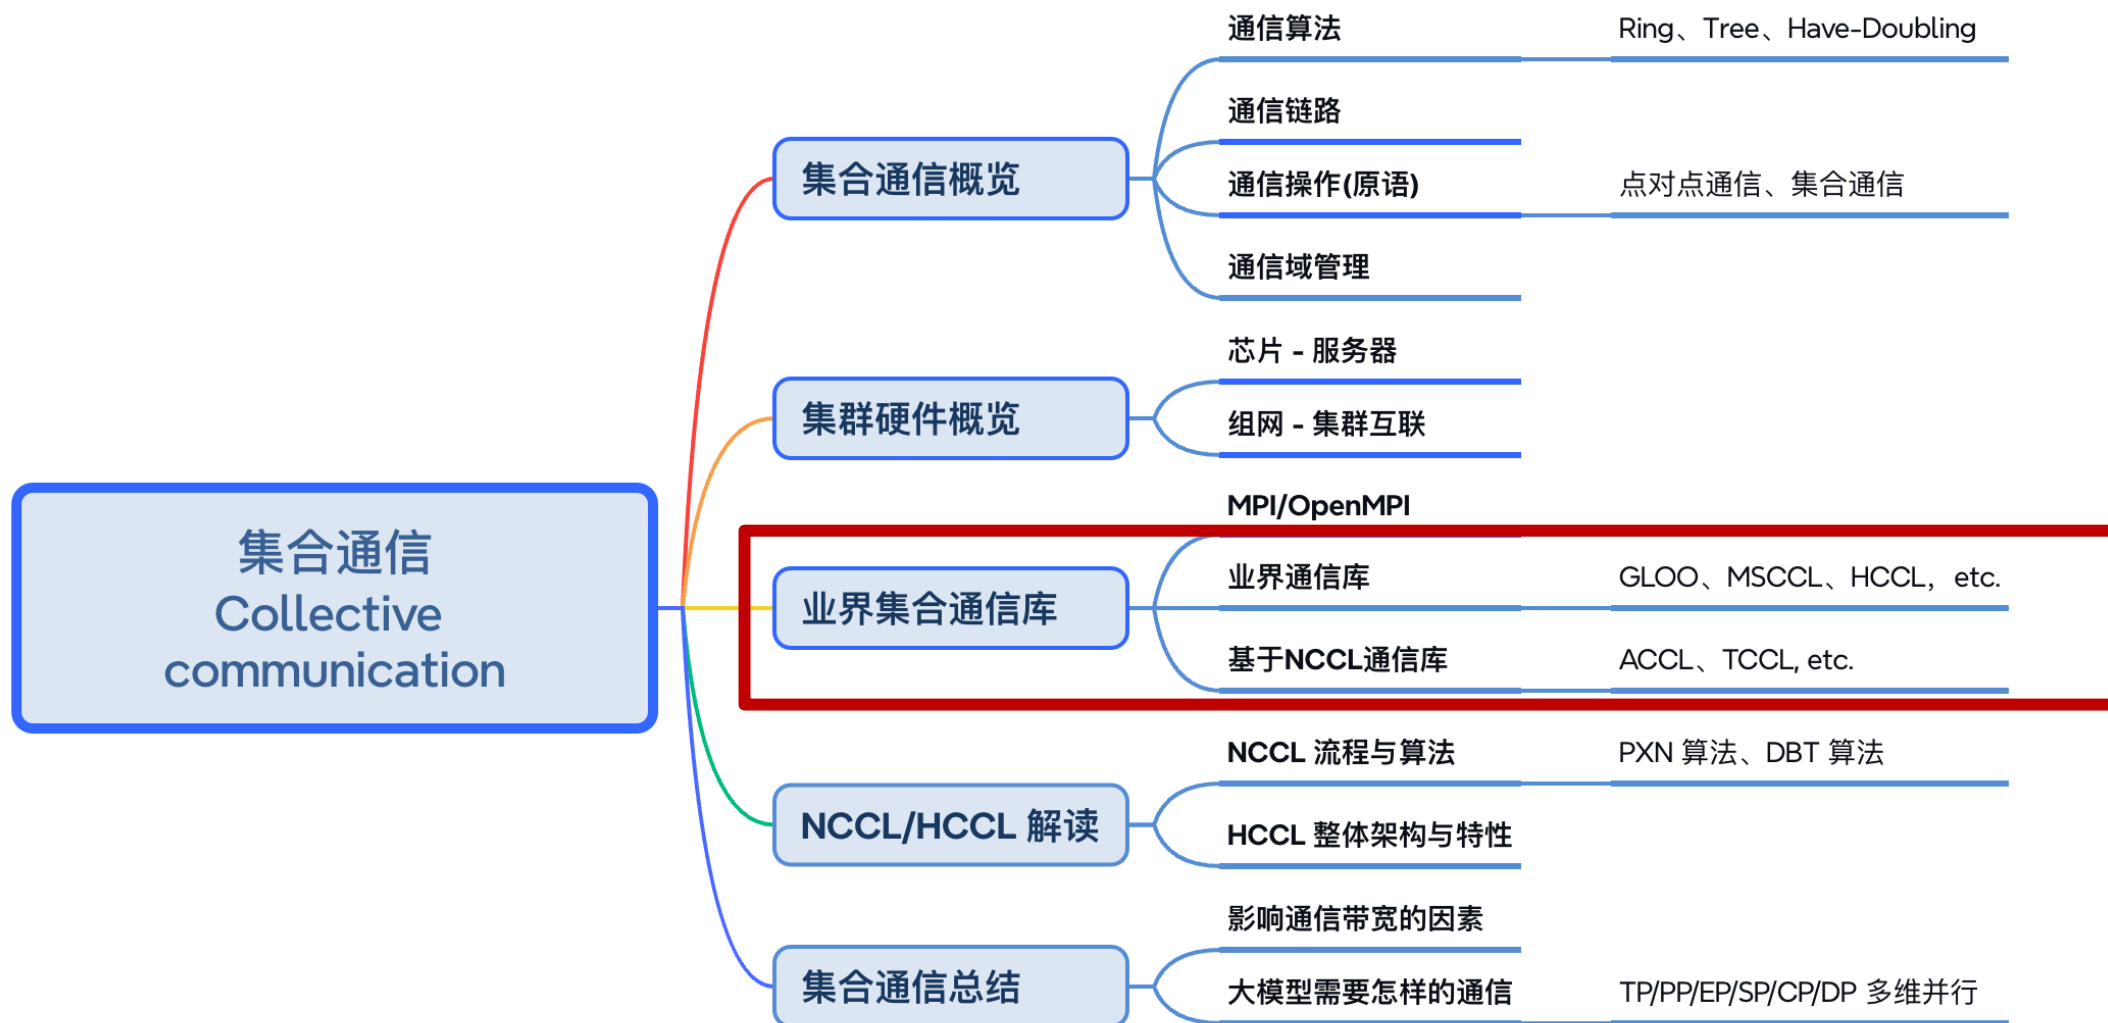 集合通信
Collective
communication
集合通信概览
通信算法
Ring、Tree、Have-Doubling
通信链路
通信操作(原语)
点对点通信、集合通信
通信域管理
集群硬件概览
芯片 - 服务器
组网 - 集群互联
业界集合通信库
MPI/OpenMPI
业界通信库
GLOO、MSCCL、HCCL，etc.
基于NCCL通信库
ACCL、TCCL, etc.
NCCL/HCCL 解读
NCCL 流程与算法
PXN 算法、DBT 算法
HCCL 整体架构与特性
集合通信总结
影响通信带宽的因素
大模型需要怎样的通信
TP/PP/EP/SP/CP/DP 多维并行